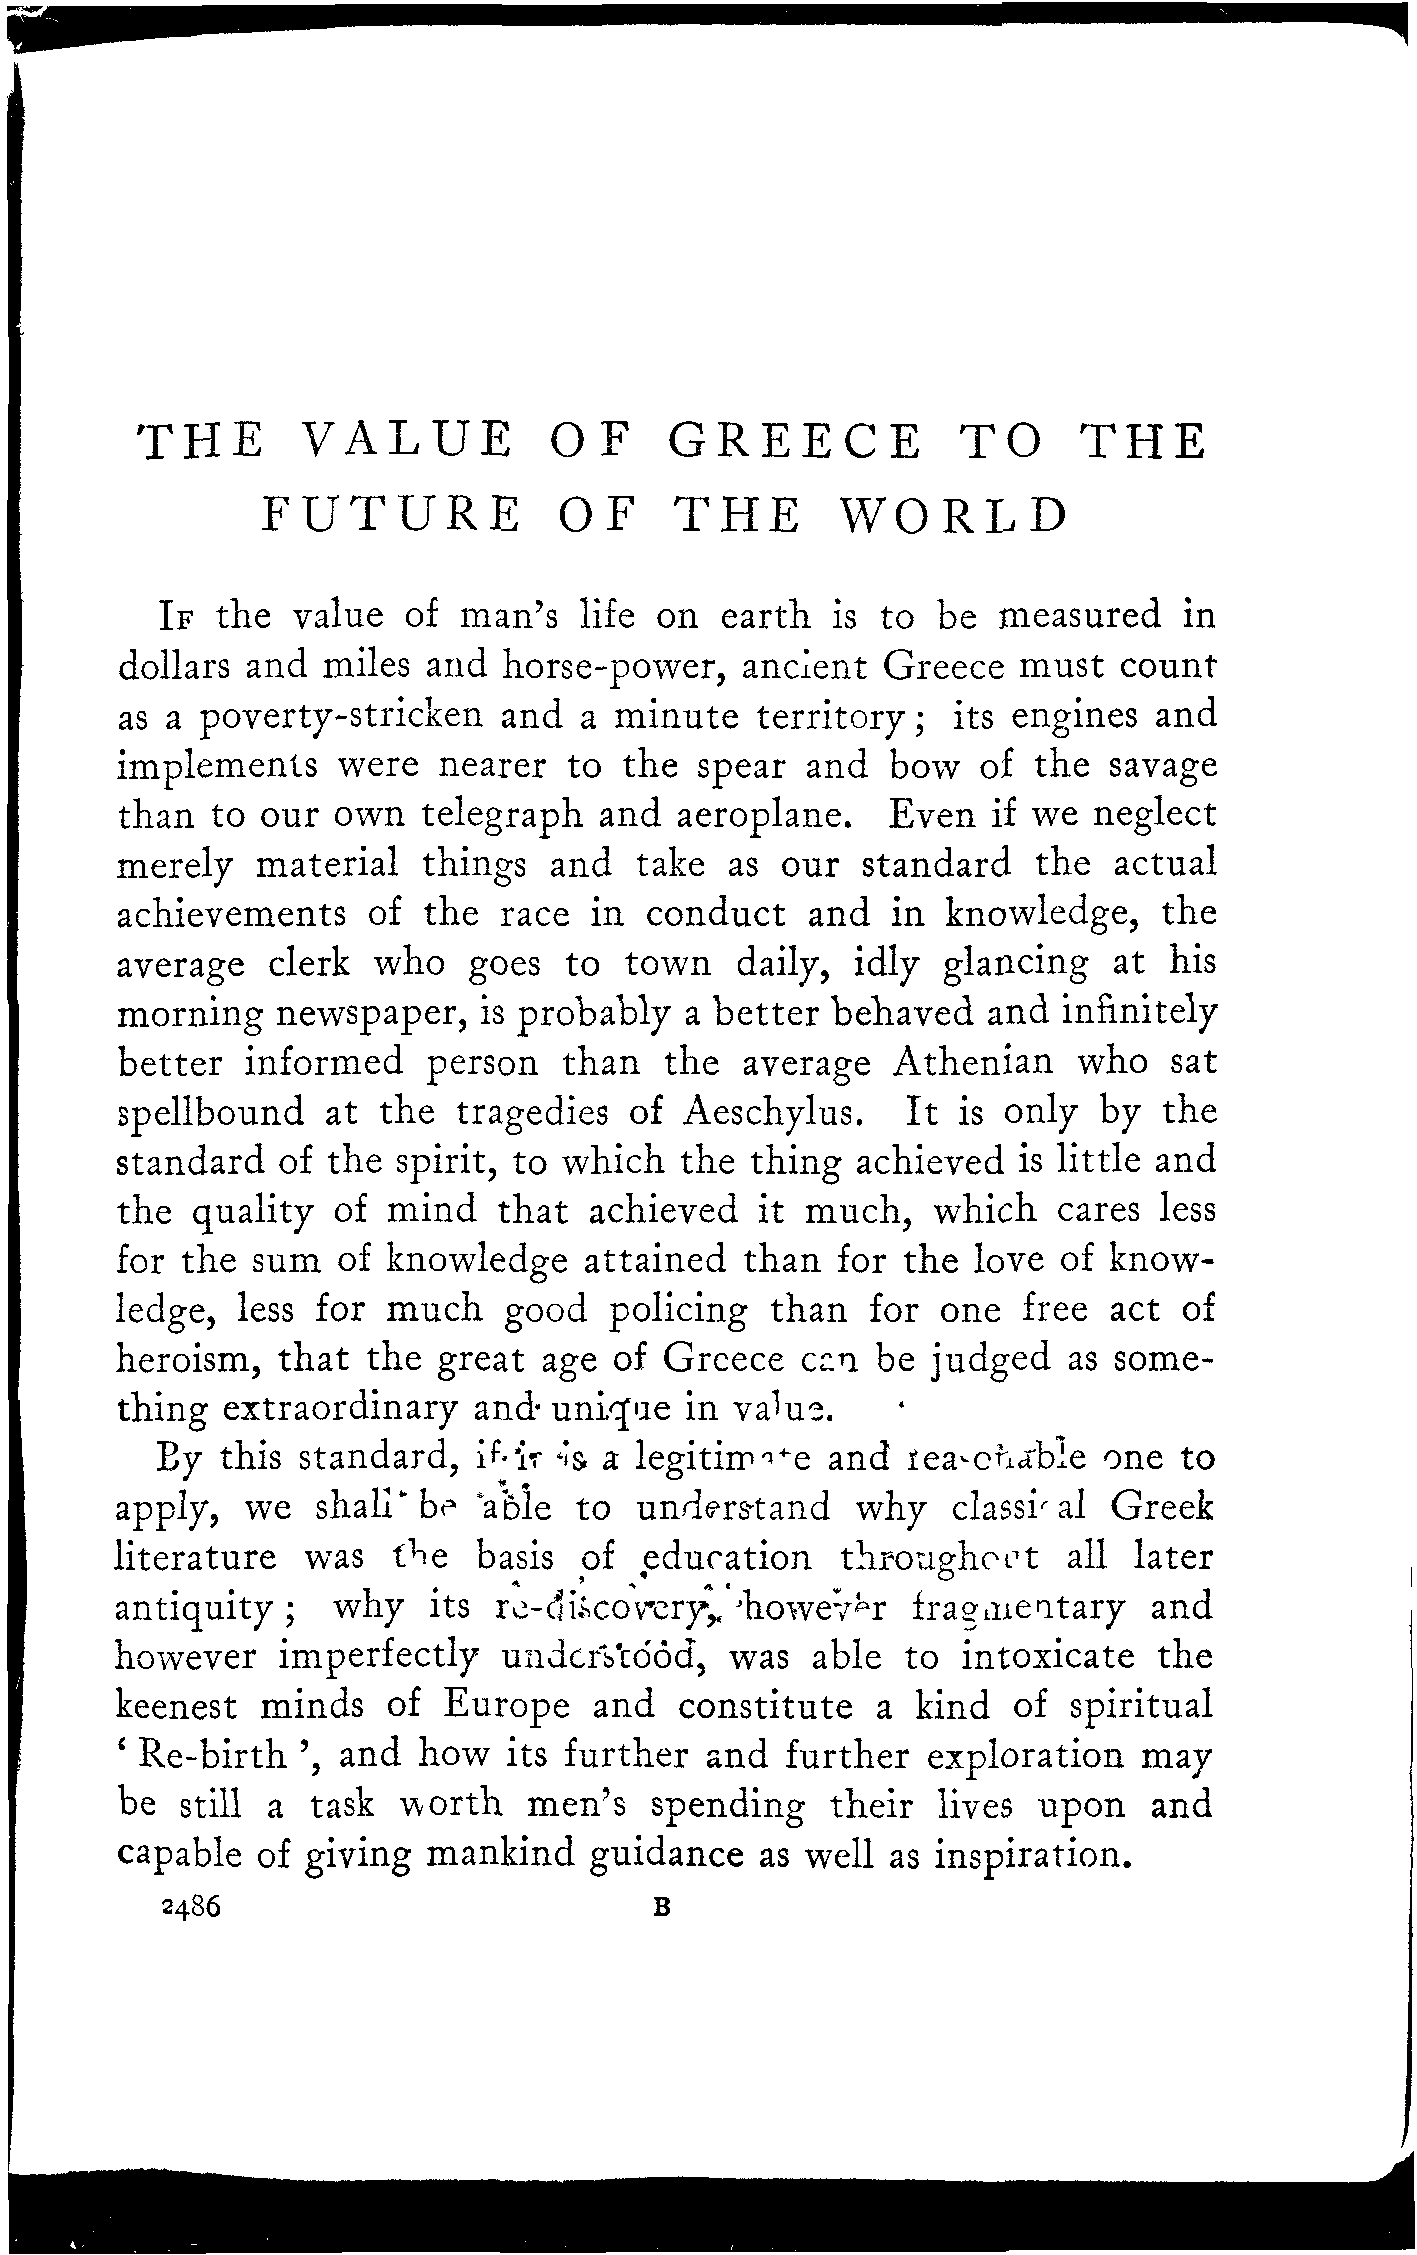 THE VALUE OF GREECE TO THE
FUTURE OF THE WORLD
IF the value of man's life on earth is to be measured in
dollars and miles and horse-power, ancient Greece must count
as a poverty-stricken and a minute territory; its engines and
implements were nearer to the spear and bow of the savage
than to our own telegraph and aeroplane. Even if we neglect
merely material things and take as our standard the actual
achievements of the race in conduct and in knowledge, the
average clerk who goes to town daily, idly glancing at his
morning newspaper, is probably a better behaved and infinitely
better informed person than the average Athenian who sat
spellbound at the tragedies of Aeschylus. It is only by the
standard of the spirit, to which the thing achieved is little and
the quality of mind that achieved it much, which cares less
for the sum of knowledge attained than for the love of know-
ledge, less for much good policing than for one free act of
heroism, that the great age of Greece can be judged as some-
thing extraordinary and unique in value.
By this standard, if it is a legitimate and reasonable one to
apply, we shall be able to understand why classical Greek
literature was the basis of education throughout all later
antiquity; why its re-discovery, however fragmentary and
however imperfectly understood, was able to intoxicate the
keenest minds of Europe and constitute a kind of spiritual
' Re-birth ', and how its further and further exploration may
be still a task worth men's spending their lives upon and
capable of giving mankind guidance as well as inspiration.
2486 B